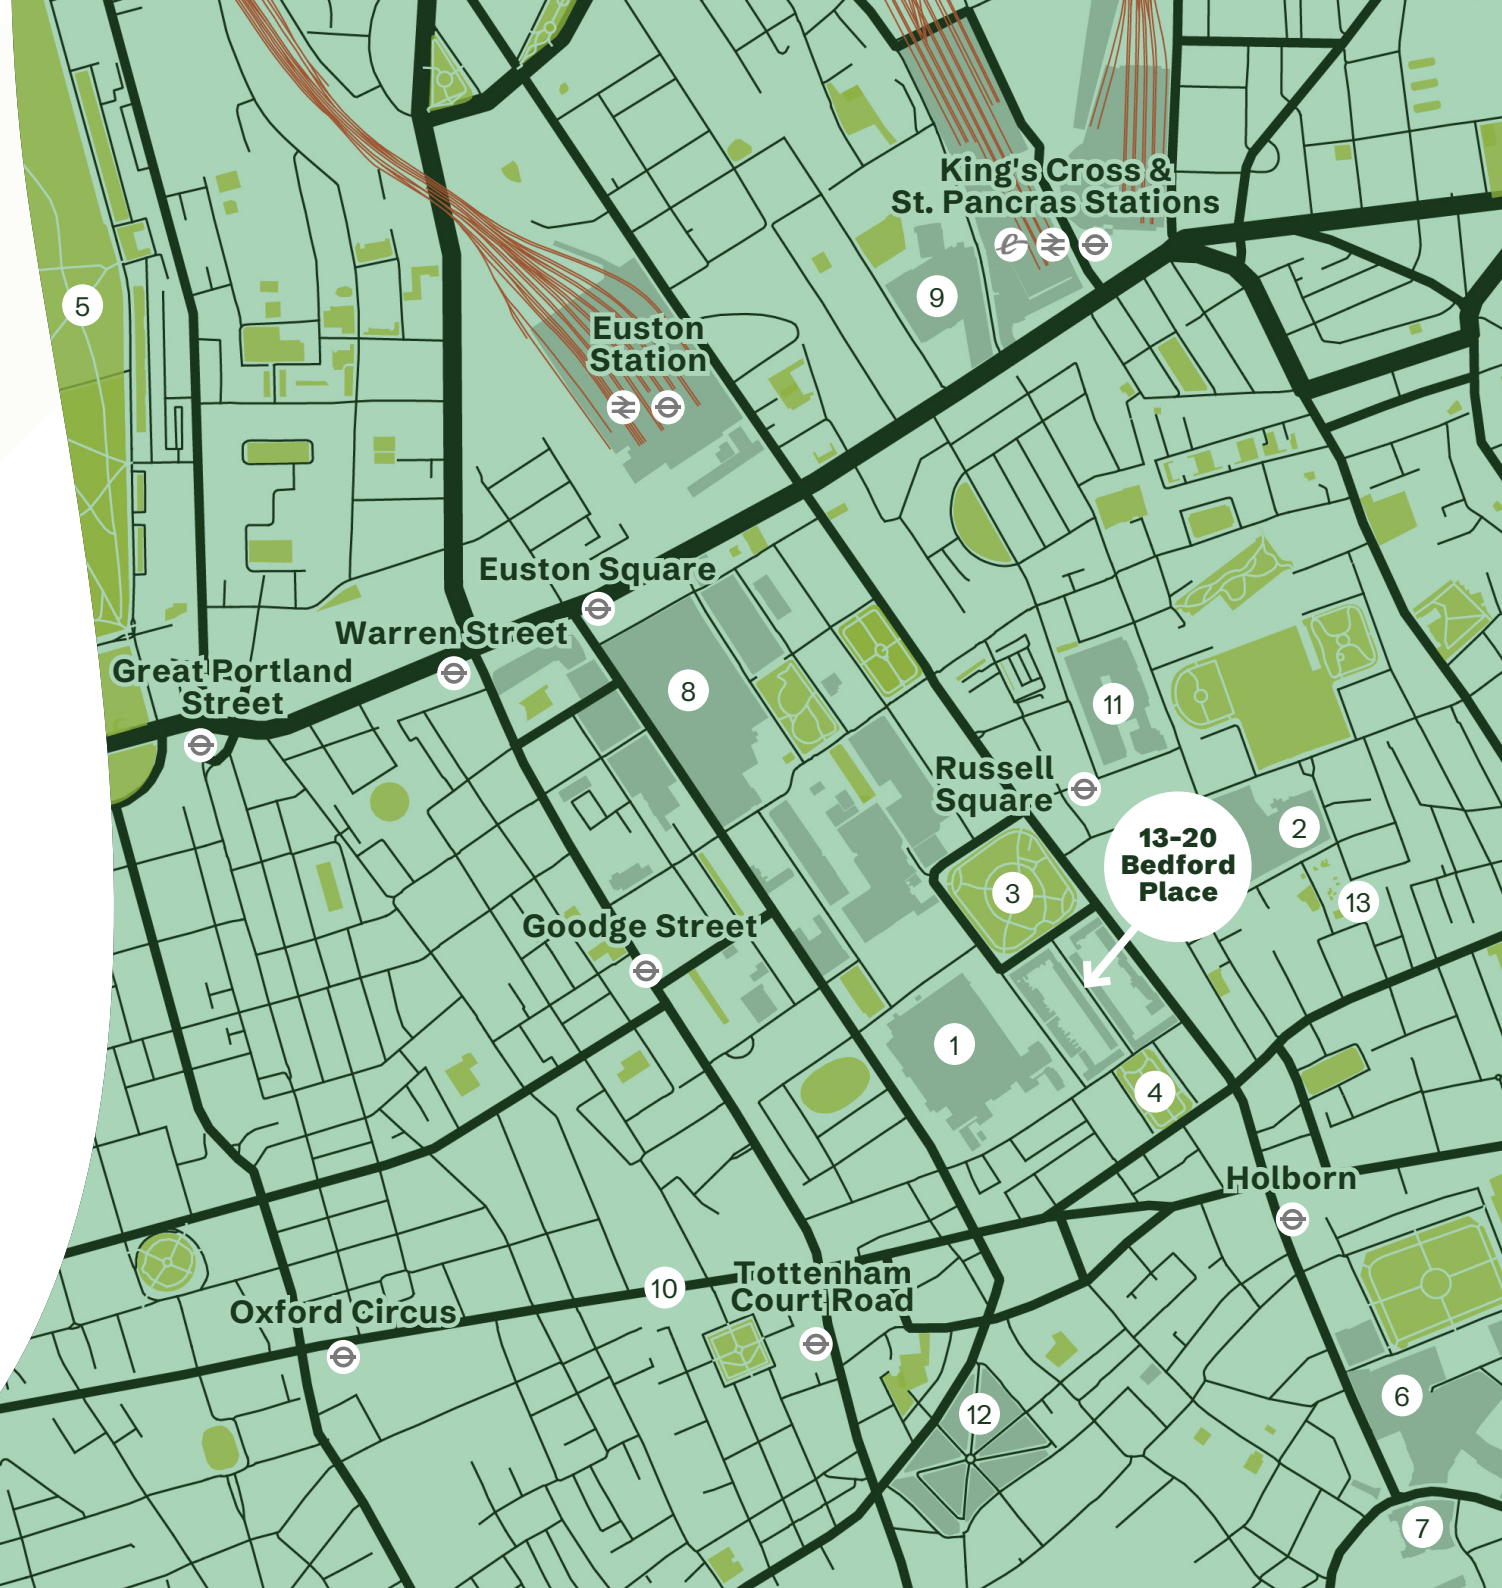 King's Cross &
St. Pancras Stations
5
9
Euston
Station
Euston Square
Warren Street
Great Portland
Street
8
11
Russell
Square
2
13-20
Bedford
Place
3
13
Goodge Street
1
4
Holborn
10
Tottenham
Court Road
Oxford Circus
6
12
7